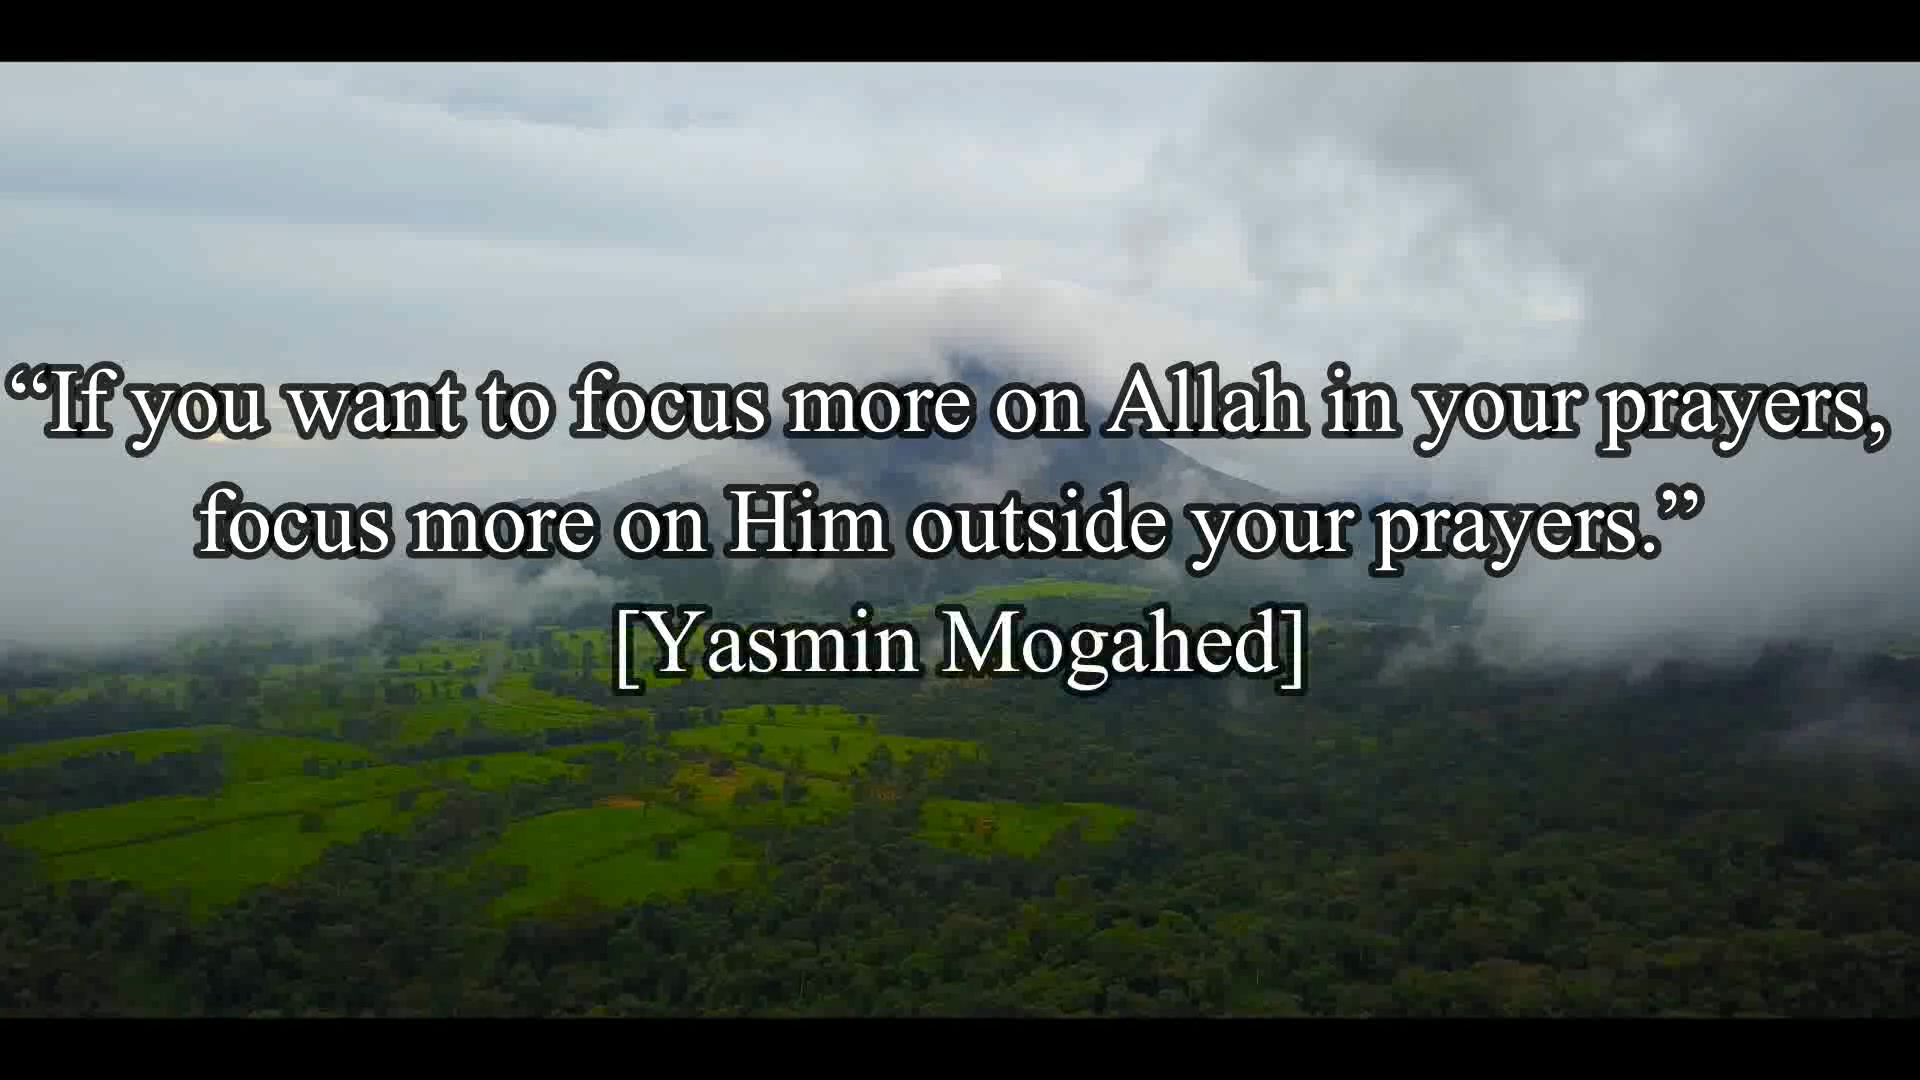 “If you want to focus more on Allah in your prayers,
focus more on Him outside your prayers.”
[Yasmin Mogahed]